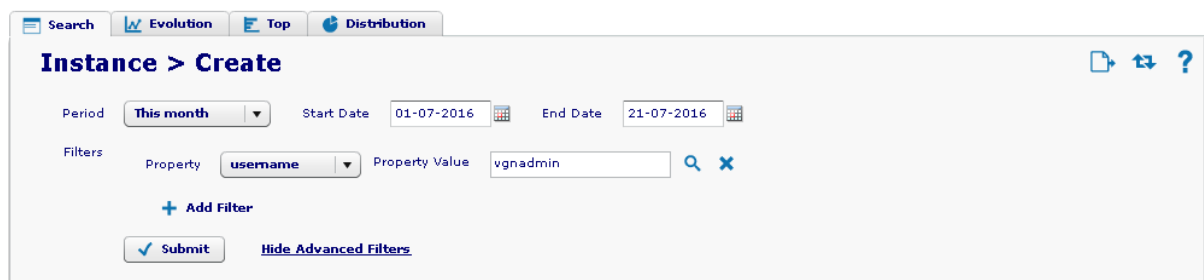 Search Evolution Top Distribution
Instance > Create ?
Period This month Start Date 01-07-2016 End Date 21-07-2016
Filters
Property username Property Value vgnadmin
Add Filter
Submit Hide Advanced Filters